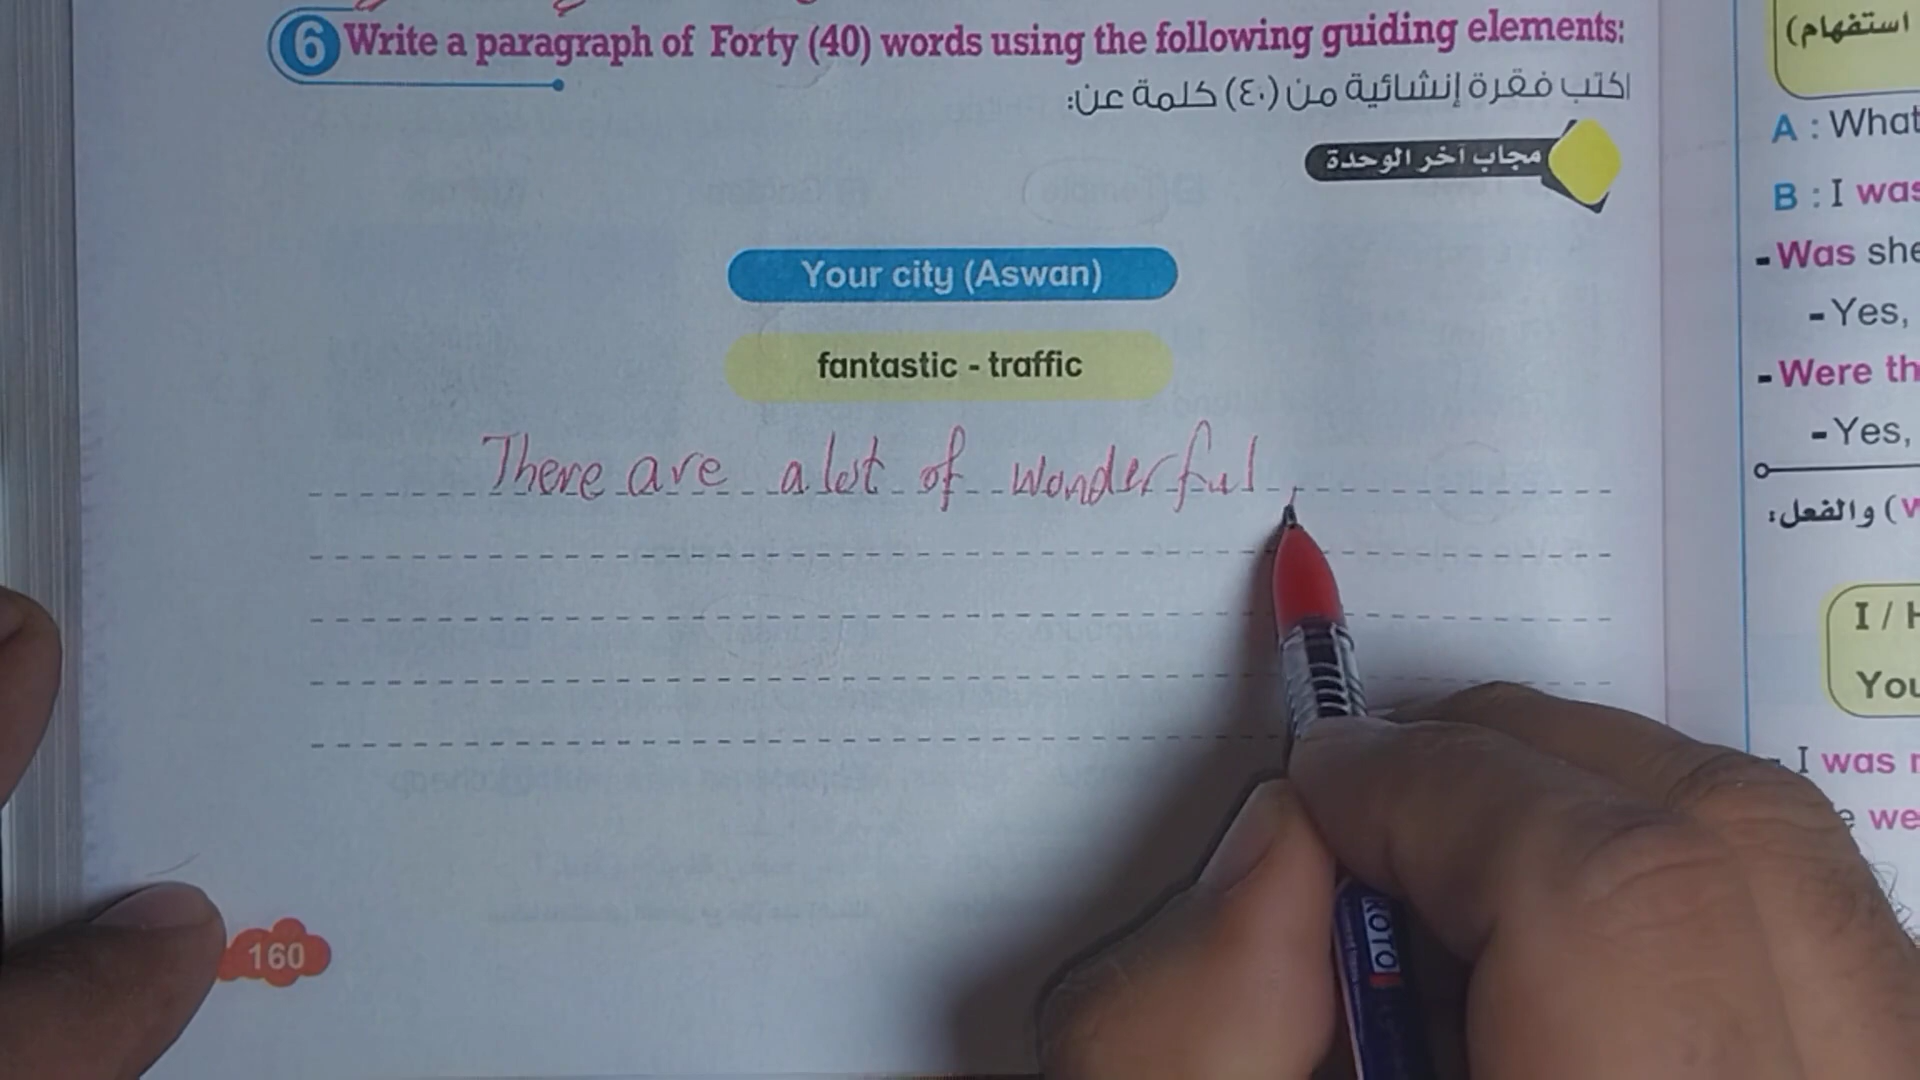 6 Write a paragraph of Forty (40) words using the following guiding elements:
اكتب فقرة إنشائية من (٤٠) كلمة عن:
مجاب آخر الوحدة
Your city (Aswan)
fantastic - traffic
There are a lot of wonderful
160
استفهام)
A : What
B : I was
- Was she
- Yes,
- Were th
- Yes,
والفعل:
I / H
You
- I was
we
ROTO